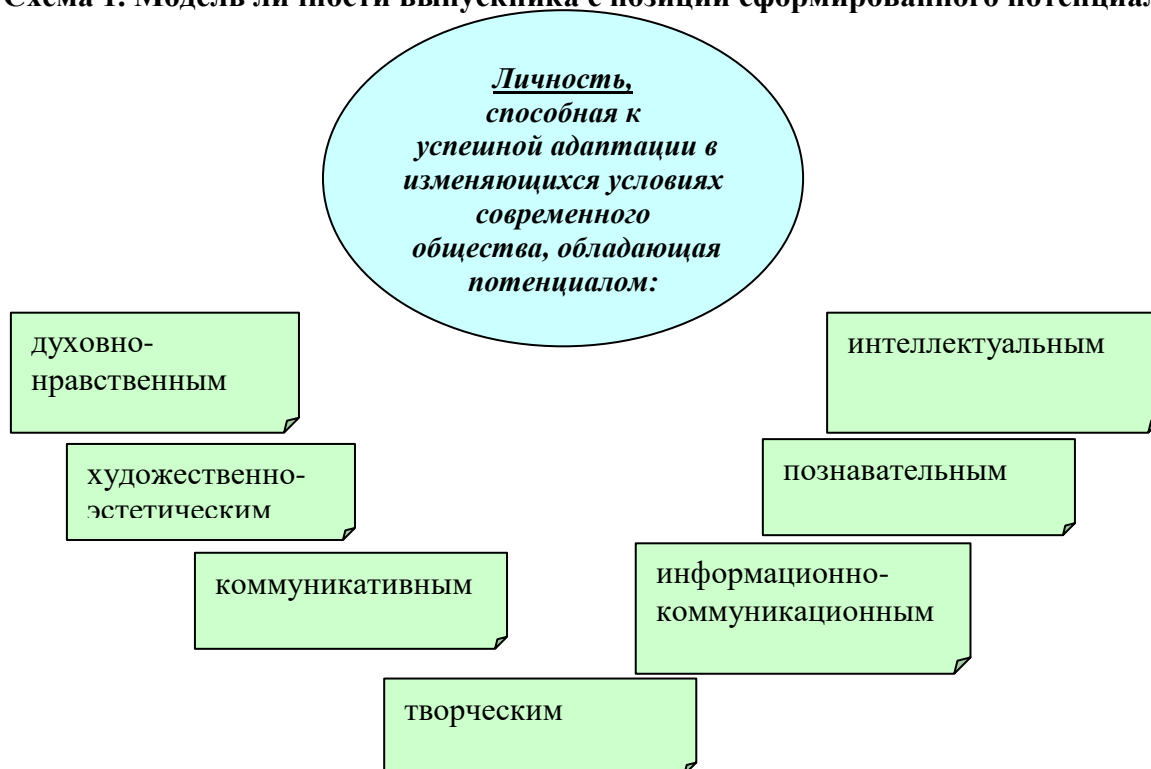 Схема 1. Модель личности выпускника с позиции сформированного потенциал
Личность,
способная к
успешной адаптации в
изменяющихся условиях
современного
общества, обладающая
потенциалом:
духовно-
нравственным
интеллектуальным
художественно-
эстетическим
познавательным
коммуникативным
информационно-
коммуникационным
творческим